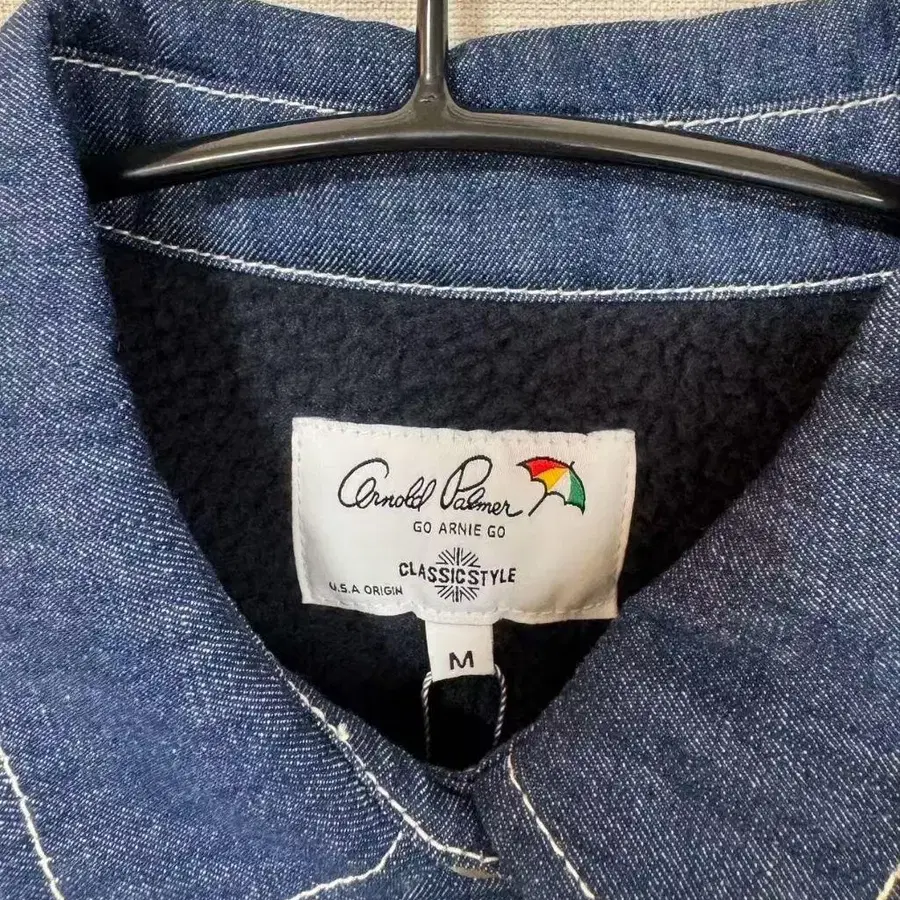 Arnold Palmer
GO ARNIE GO
CLASSICSTYLE
U.S.A ORIGIN
M